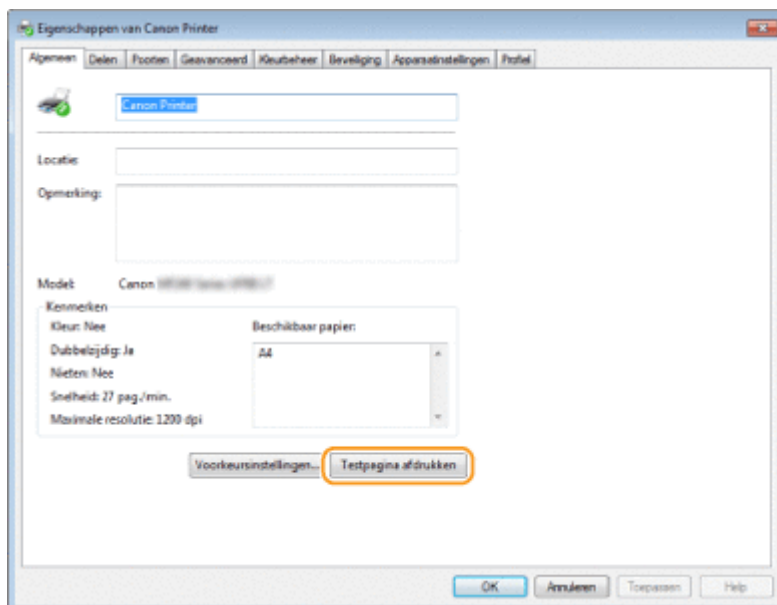 Eigenschappen van Canon Printer
Algemeen Delen Poorten Geavanceerd Kleurbeheer Beveiliging Apparaatinstellingen Profiel
Canon Printer
Locatie:
Opmerking:
Model: Canon
Kenmerken
Kleur: Nee Beschikbaar papier:
Dubbelzijdig: Ja A4
Nieten: Nee
Snelheid: 27 pag./min.
Maximale resolutie: 1200 dpi
Voorkeursinstellingen... Testpagina afdrukken
OK Annuleren Toepassen Help